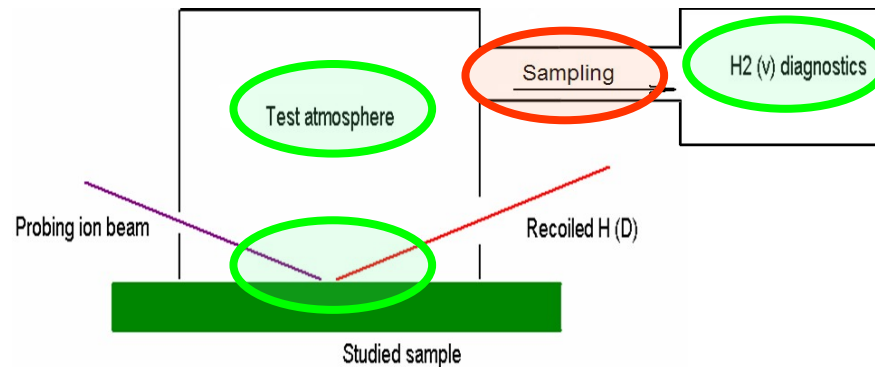 Sampling
H2 (v) diagnostics
Test atmosphere
Probing ion beam
Recoiled H (D)
Studied sample